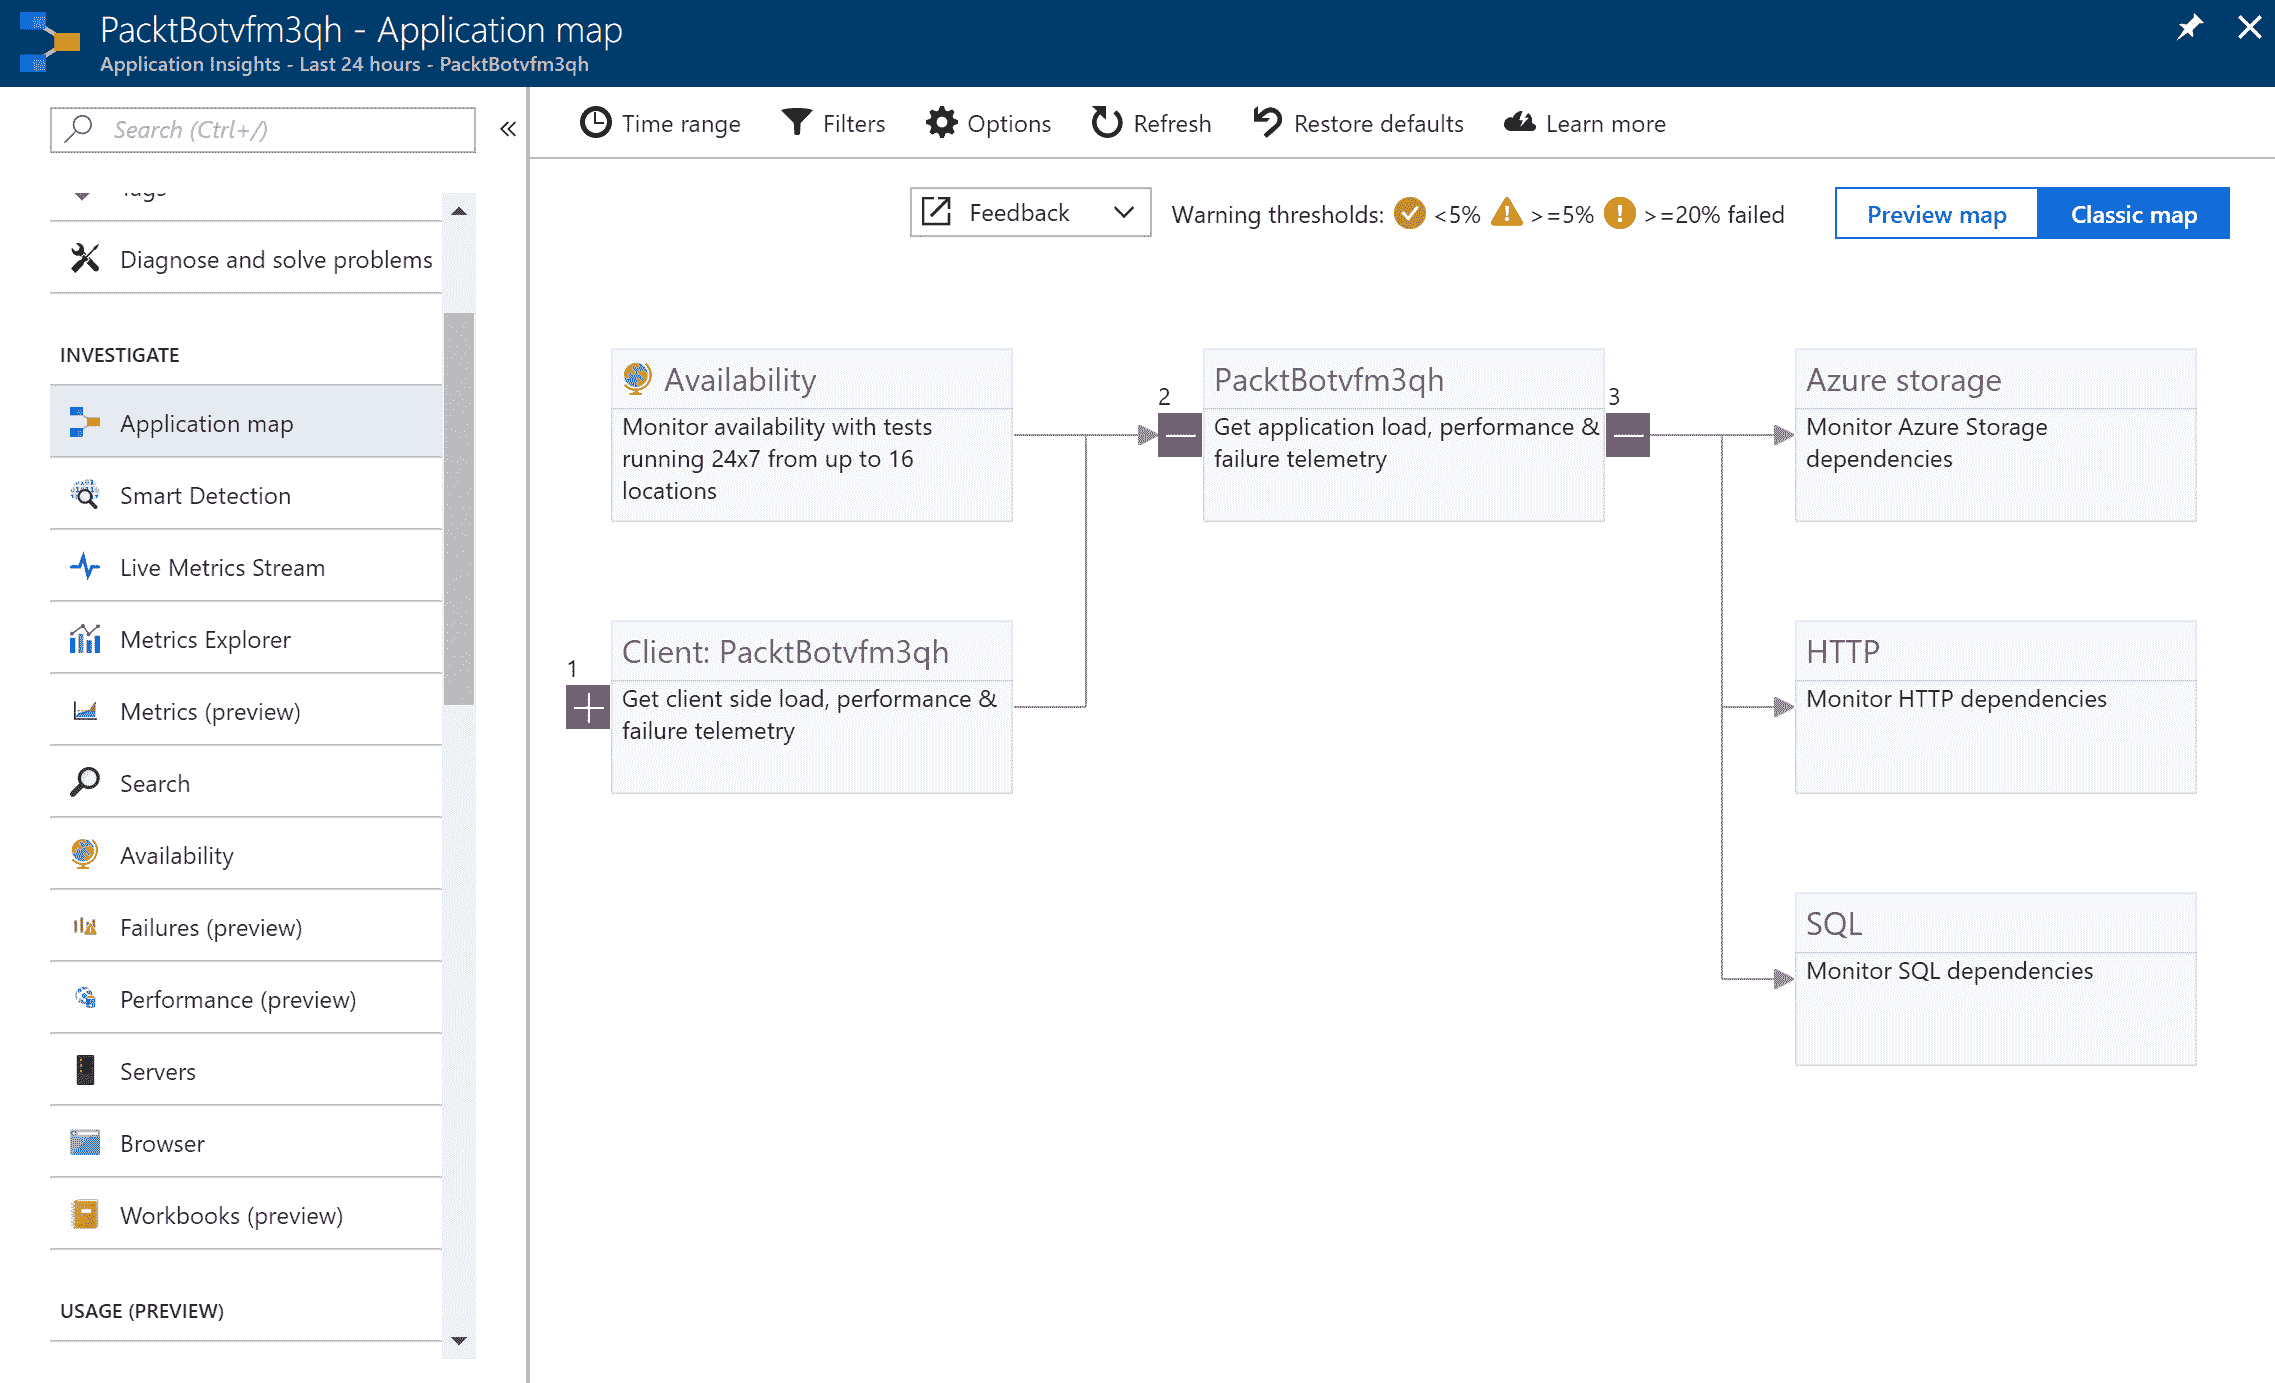 PacktBotvfm3qh - Application map
Application Insights - Last 24 hours - PacktBotvfm3qh
Search (Ctrl+/)
Tags
Diagnose and solve problems
INVESTIGATE
Application map
Smart Detection
Live Metrics Stream
Metrics Explorer
Metrics (preview)
Search
Availability
Failures (preview)
Performance (preview)
Servers
Browser
Workbooks (preview)
USAGE (PREVIEW)
Time range Filters Options Refresh Restore defaults Learn more
Feedback Warning thresholds: <5% >=5% >=20% failed Preview map Classic map
Availability
Monitor availability with tests
running 24x7 from up to 16
locations
1
Client: PacktBotvfm3qh
Get client side load, performance &
failure telemetry
2
PacktBotvfm3qh
Get application load, performance &
failure telemetry
3
Azure storage
Monitor Azure Storage
dependencies
HTTP
Monitor HTTP dependencies
SQL
Monitor SQL dependencies